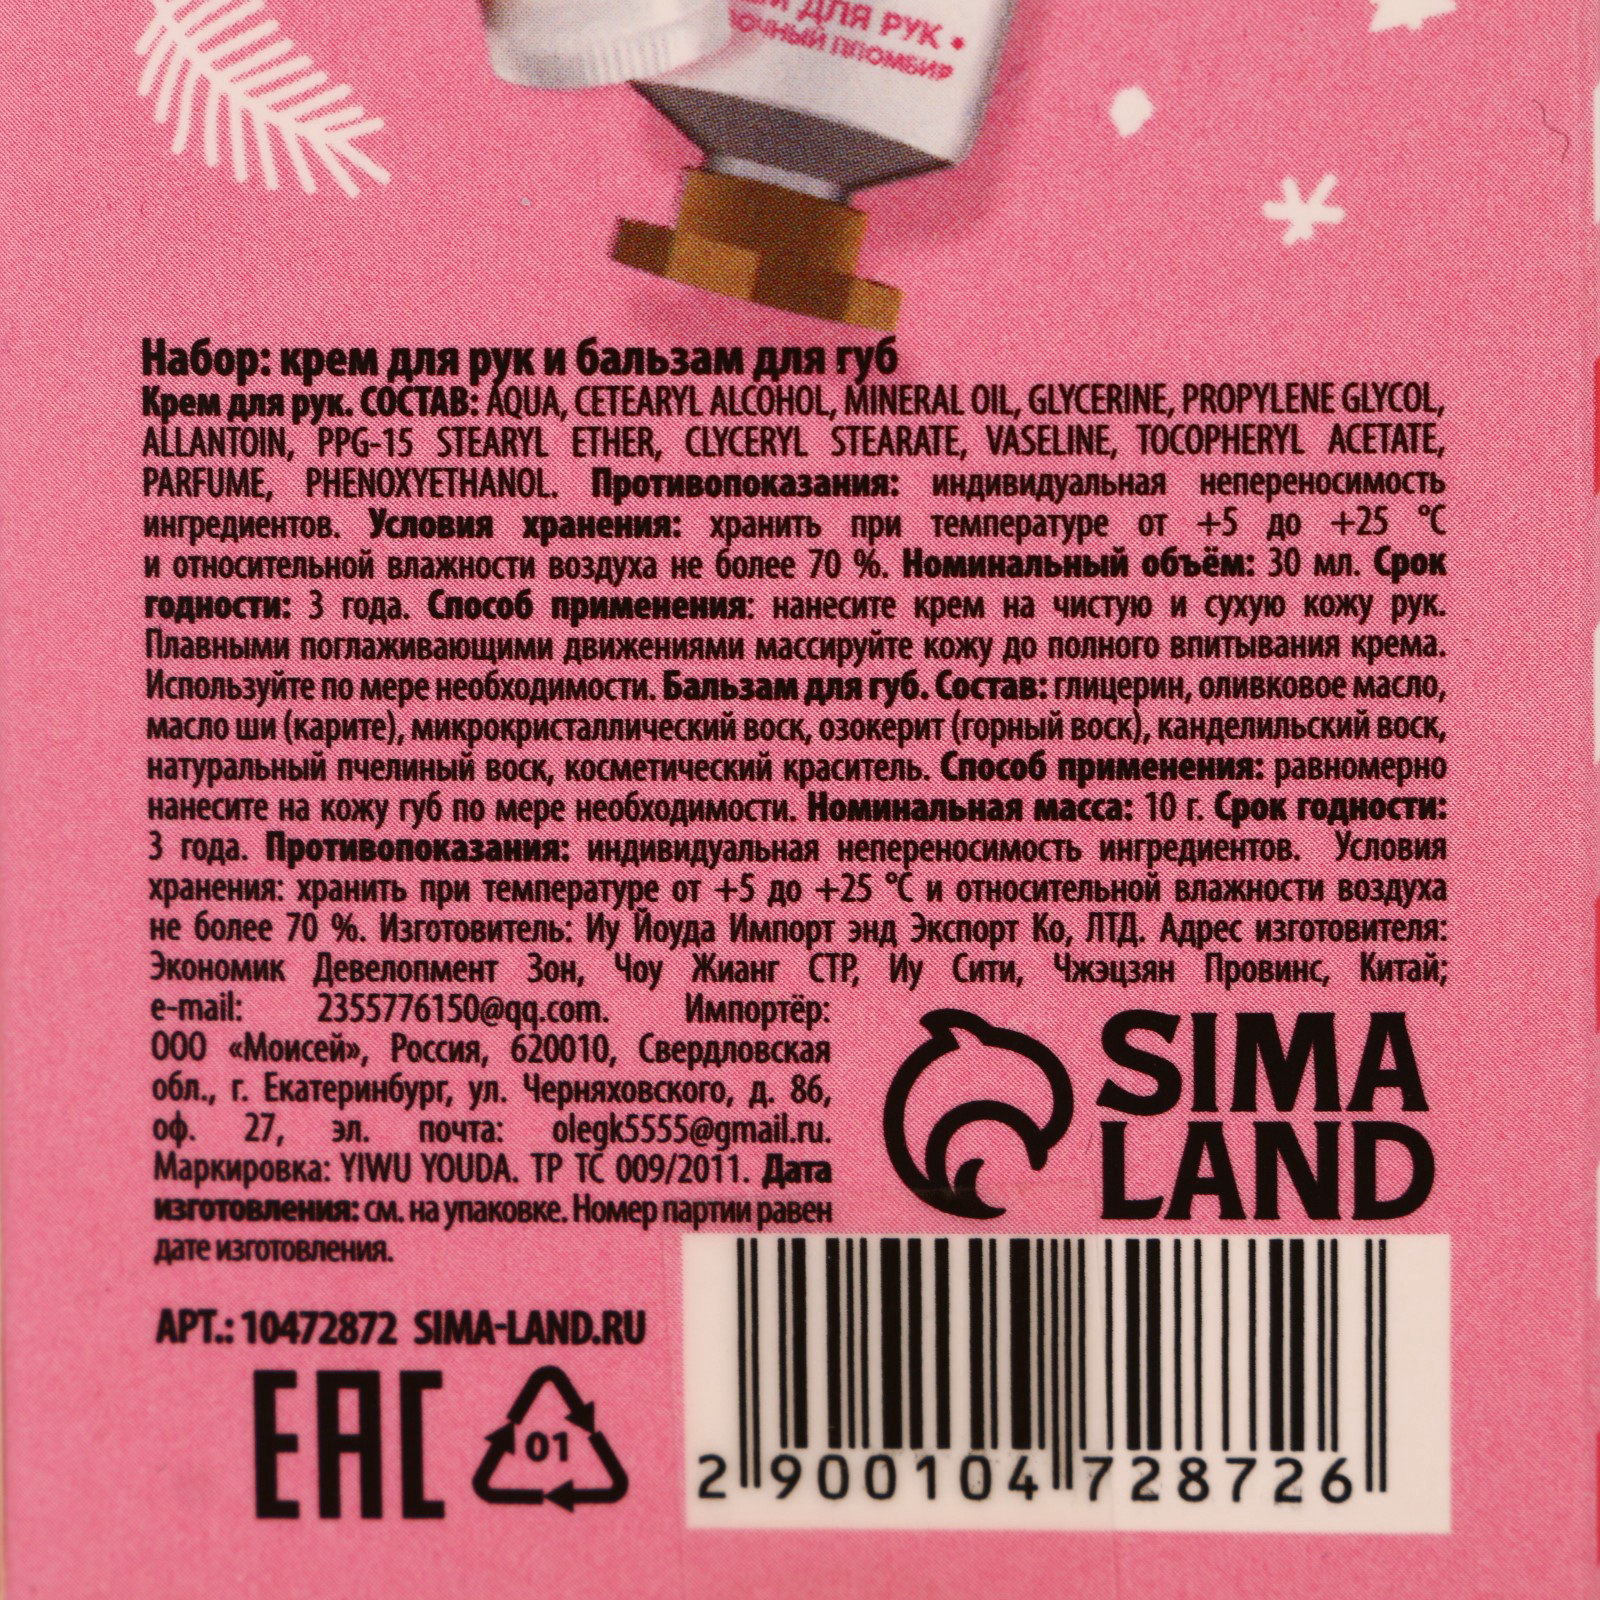 ДЛЯ РУК
ПЛОМБИР
Набор: крем для рук и бальзам для губ
Крем для рук. СОСТАВ: AQUA, CETEARYL ALCOHOL, MINERAL OIL, GLYCERINE, PROPYLENE GLYCOL,
ALLANTOIN, PPG-15 STEARYL ETHER, CLYCERYL STEARATE, VASELINE, TOCOPHERYL ACETATE,
PARFUME, PHENOXYETHANOL. Противопоказания: индивидуальная непереносимость
ингредиентов. Условия хранения: хранить при температуре от +5 до +25 °C
и относительной влажности воздуха не более 70 %. Номинальный объём: 30 мл. Срок
годности: 3 года. Способ применения: нанесите крем на чистую и сухую кожу рук.
Плавными поглаживающими движениями массируйте кожу до полного впитывания крема.
Используйте по мере необходимости. Бальзам для губ. Состав: глицерин, оливковое масло,
масло ши (карите), микрокристаллический воск, озокерит (горный воск), канделильский воск,
натуральный пчелиный воск, косметический краситель. Способ применения: равномерно
нанесите на кожу губ по мере необходимости. Номинальная масса: 10 г. Срок годности:
3 года. Противопоказания: индивидуальная непереносимость ингредиентов. Условия
хранения: хранить при температуре от +5 до +25 °C и относительной влажности воздуха
не более 70 %. Изготовитель: Иу Йоуда Импорт энд Экспорт Ко, ЛТД. Адрес изготовителя:
Экономик Девелопмент Зон, Чоу Жианг СТР, Иу Сити, Чжэцзян Провинс, Китай;
e-mail: 2355776150@qq.com. Импортёр:
ООО «Моисей», Россия, 620010, Свердловская
обл., г. Екатеринбург, ул. Черняховского, д. 86,
оф. 27, эл. почта: olegk5555@gmail.ru.
Маркировка: YIWU YOUDA. ТР ТС 009/2011. Дата
изготовления: см. на упаковке. Номер партии равен
дате изготовления.
SIMA
LAND
АРТ.: 10472872 SIMA-LAND.RU
EAC
01
2 900104 728726